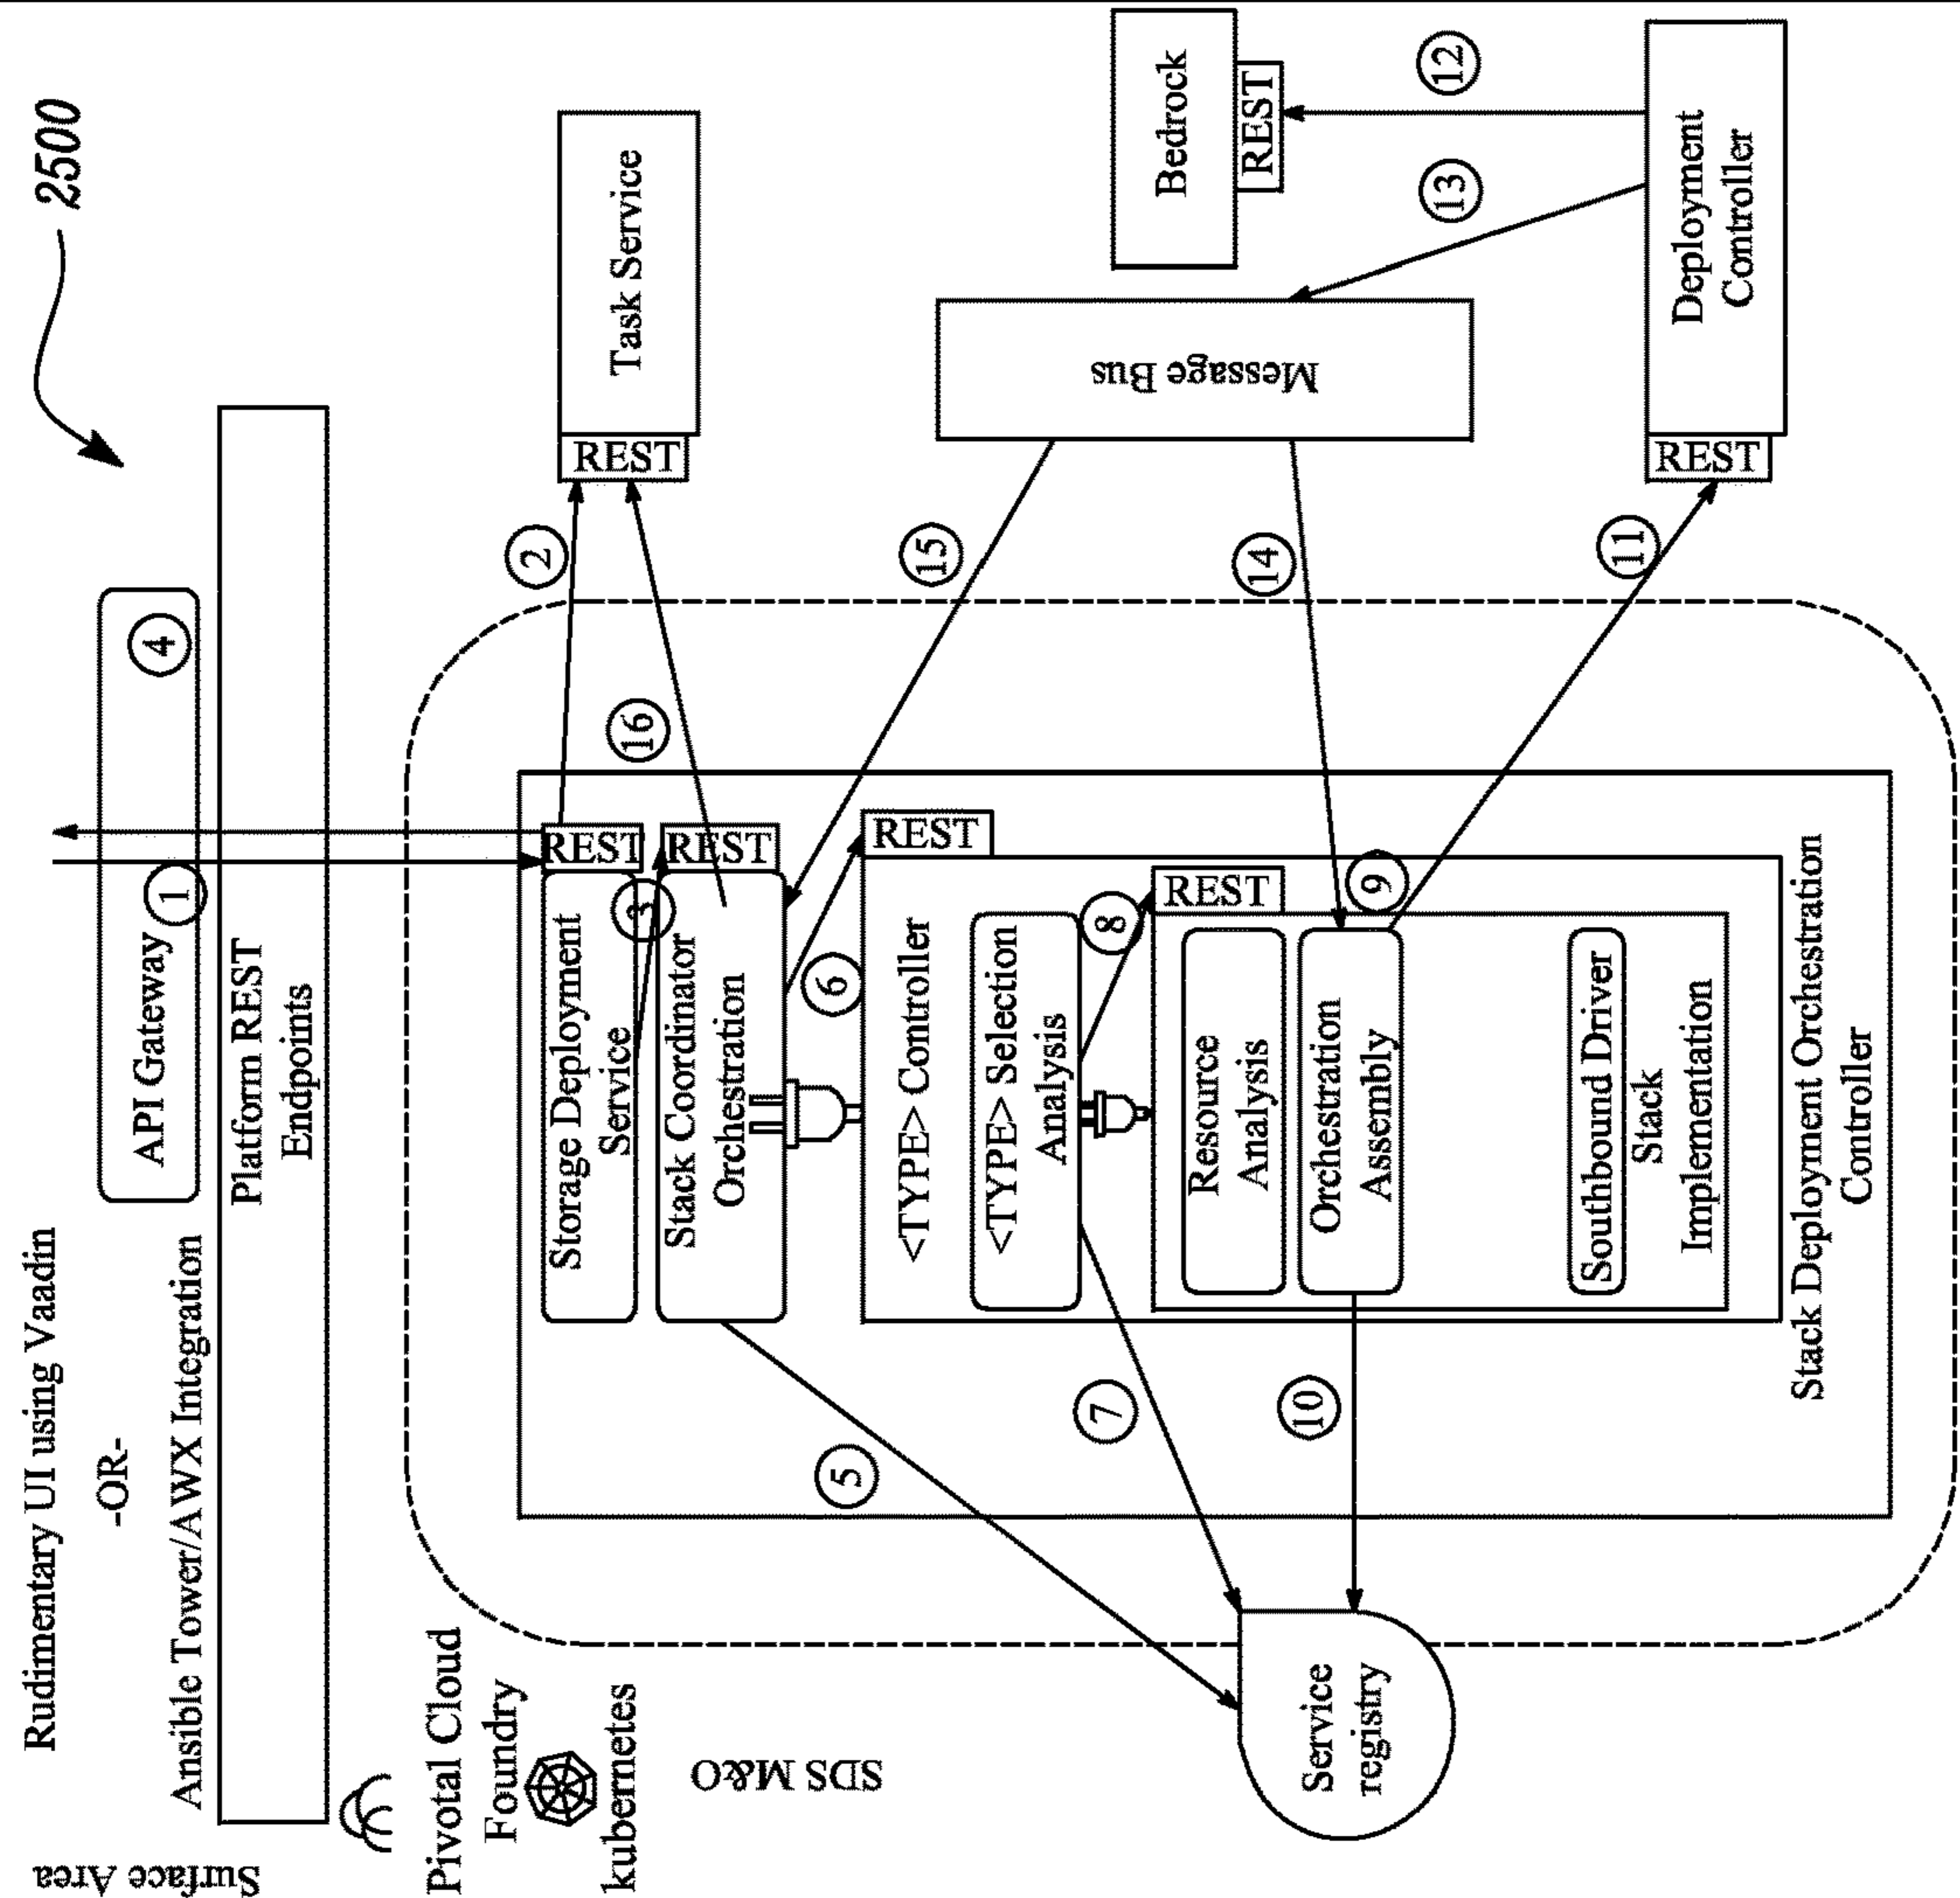 2500
Rudimentary UI using Vaadin
-OR-
Ansible Tower/AWX Integration
Surface Area
API Gateway
1
4
Platform REST
Endpoints
Pivotal Cloud
Foundry
kubernetes
SDS M&O
REST
Storage Deployment
Service
3
REST
Stack Coordinator
Orchestration
2
16
REST
Task Service
5
6
REST
<TYPE> Controller
<TYPE> Selection
Analysis
7
8
REST
Resource
Analysis
Orchestration
Assembly
9
10
Southbound Driver
Stack
Implementation
Stack Deployment Orchestration
Controller
Service
registry
15
14
11
Message Bus
Bedrock
REST
12
13
REST
Deployment
Controller